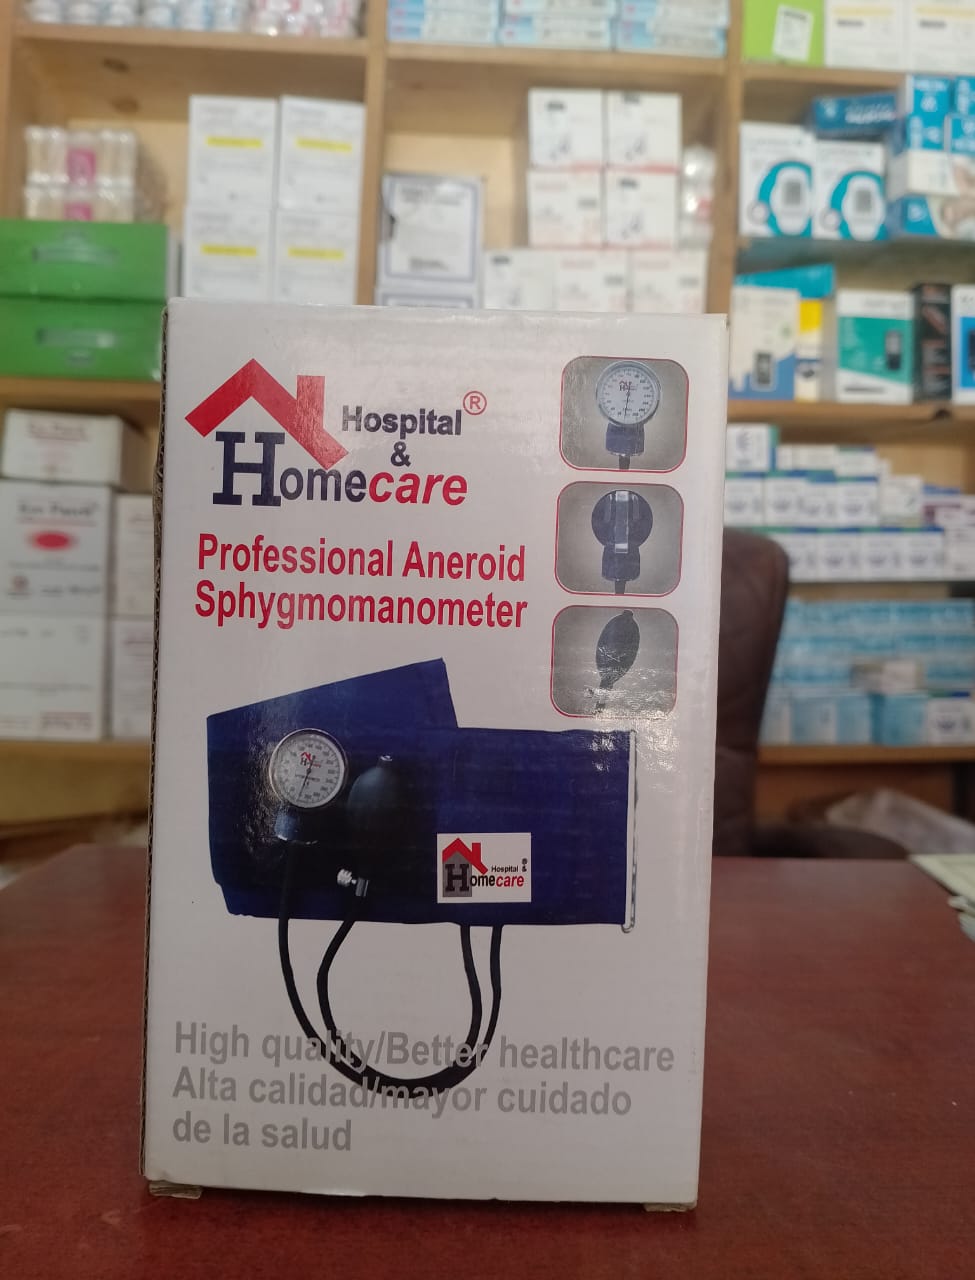 Hospital ®
&
Homecare
Professional Aneroid
Sphygmomanometer
Hospital & ®
Homecare
High quality/Better healthcare
Alta calidad/mayor cuidado
de la salud